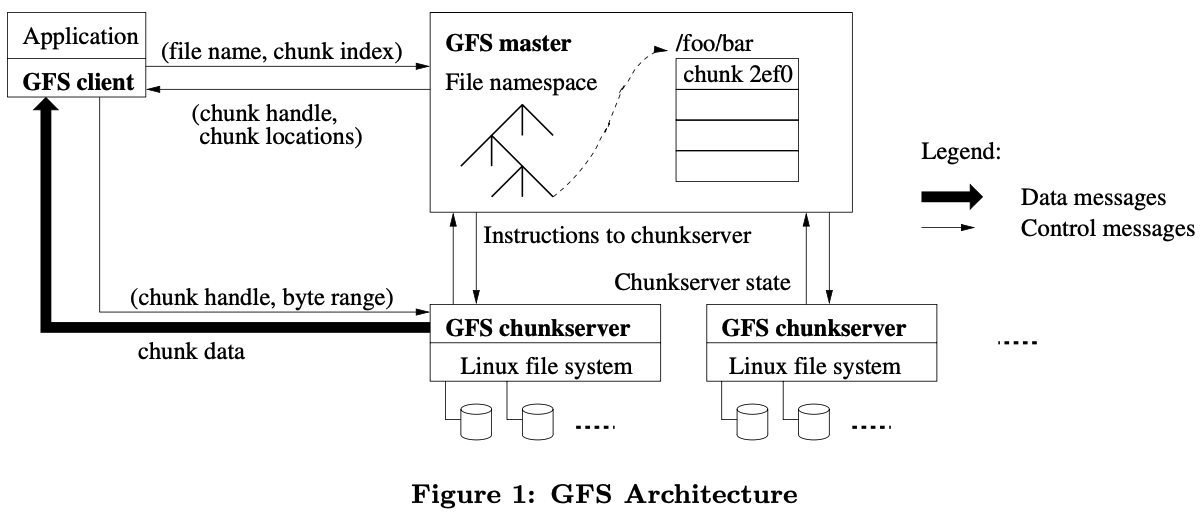 Application
GFS client
(file name, chunk index)
(chunk handle,
chunk locations)
GFS master
File namespace
/foo/bar
chunk 2ef0
Legend:
Data messages
Control messages
Instructions to chunkserver
Chunkserver state
(chunk handle, byte range)
chunk data
GFS chunkserver
Linux file system
GFS chunkserver
Linux file system
Figure 1: GFS Architecture